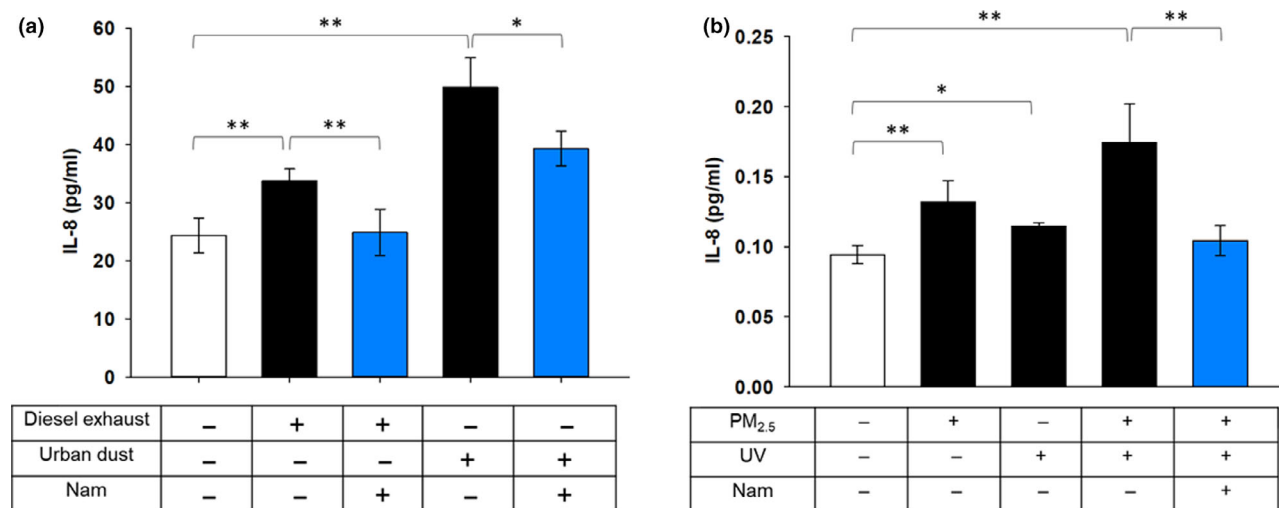 (a)
IL-8 (pg/ml)
60
50
40
30
20
10
0
** ** ** *
Diesel exhaust – + + – –
Urban dust – – – + +
Nam – – + – +
(b)
IL-8 (pg/ml)
0.25
0.20
0.15
0.10
0.05
0.00
** ** * **
PM2.5 – + – + +
UV – – + + +
Nam – – – – +